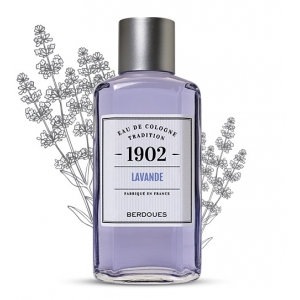 EAU DE COLOGNE
TRADITION
1902
LAVANDE
FABRIQUÉ EN FRANCE
BERDOUES